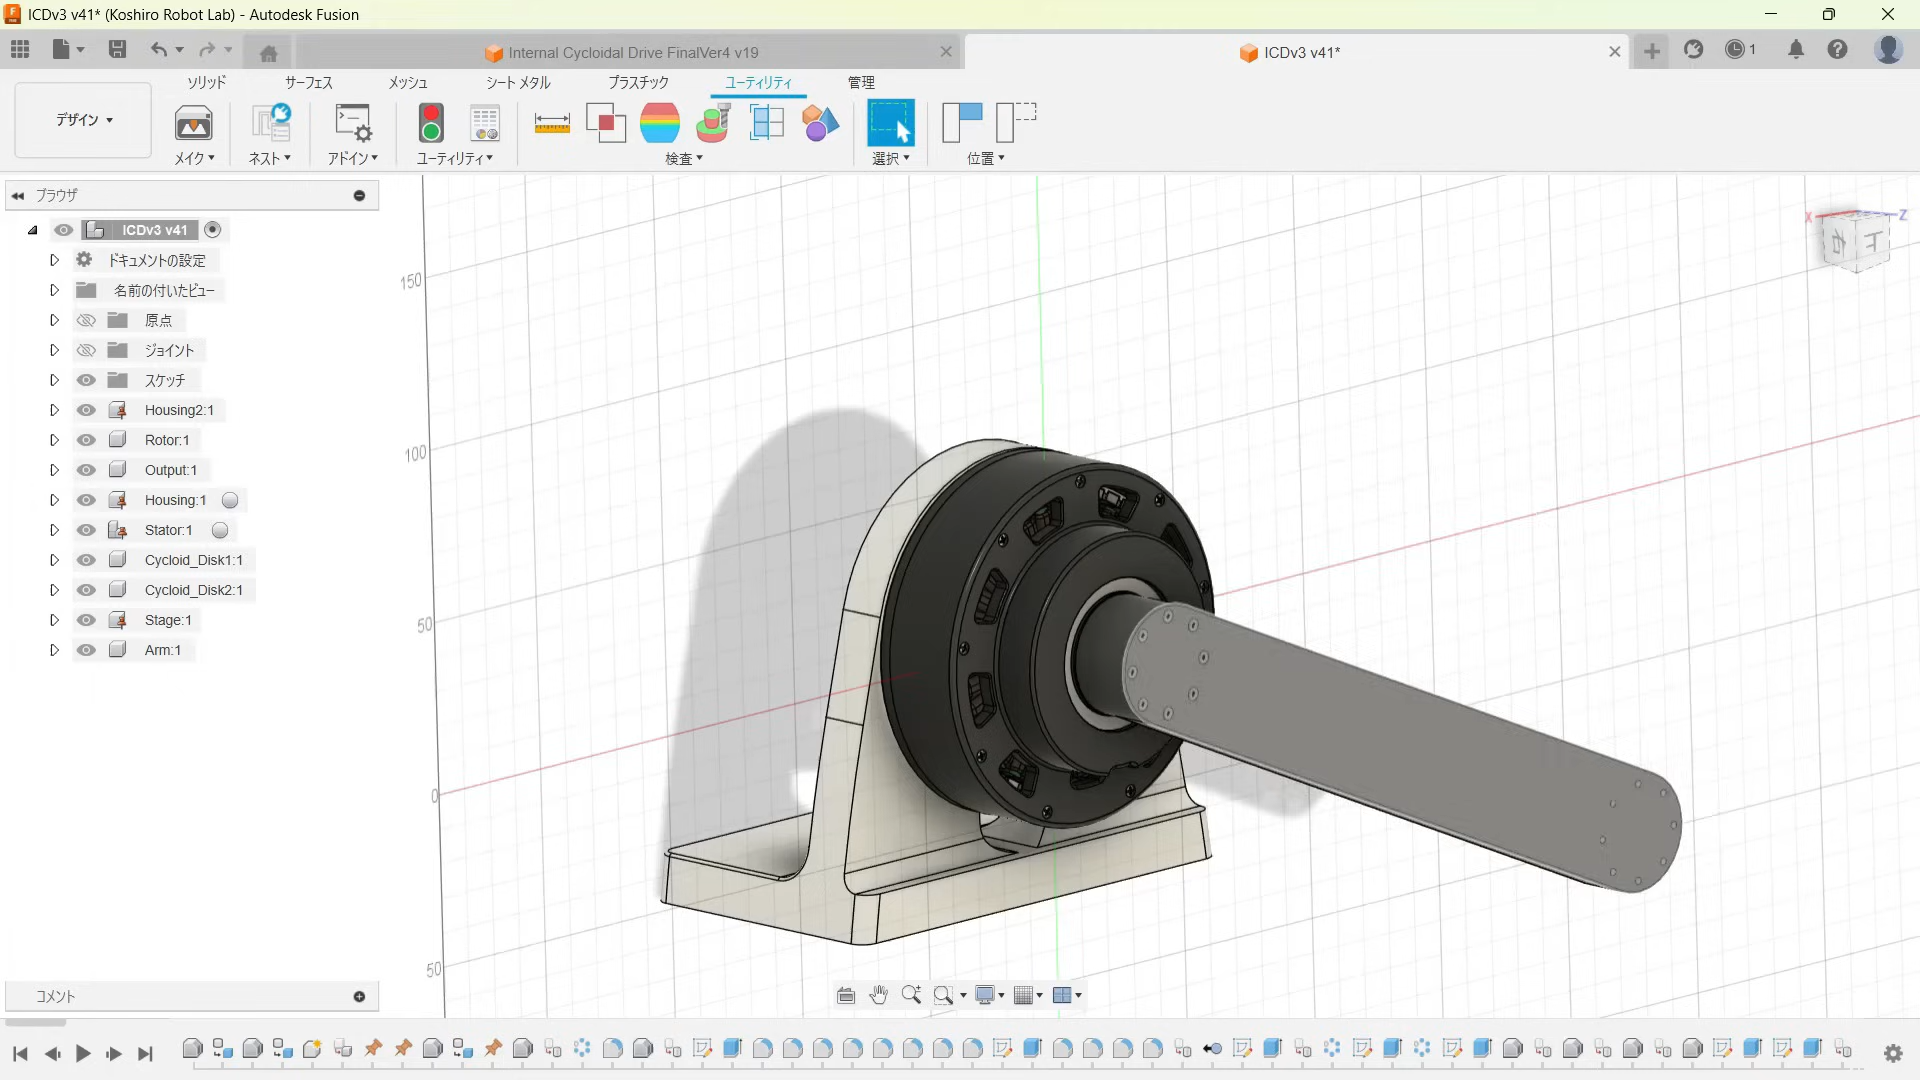 ICDv3 v41* (Koshiro Robot Lab) - Autodesk Fusion
Internal Cycloidal Drive FinalVer4 v19
ICDv3 v41*
1
ソリッド サーフェス メッシュ シート メタル プラスチック ユーティリティ 管理
デザイン
メイク ネスト アドイン ユーティリティ 検査 選択 位置
ブラウザ
ICDv3 v41
ドキュメントの設定
名前の付いたビュー
原点
ジョイント
スケッチ
Housing2:1
Rotor:1
Output:1
Housing:1
Stator:1
Cycloid_Disk1:1
Cycloid_Disk2:1
Stage:1
Arm:1
150
100
50
0
50
X
Z
右
下
コメント